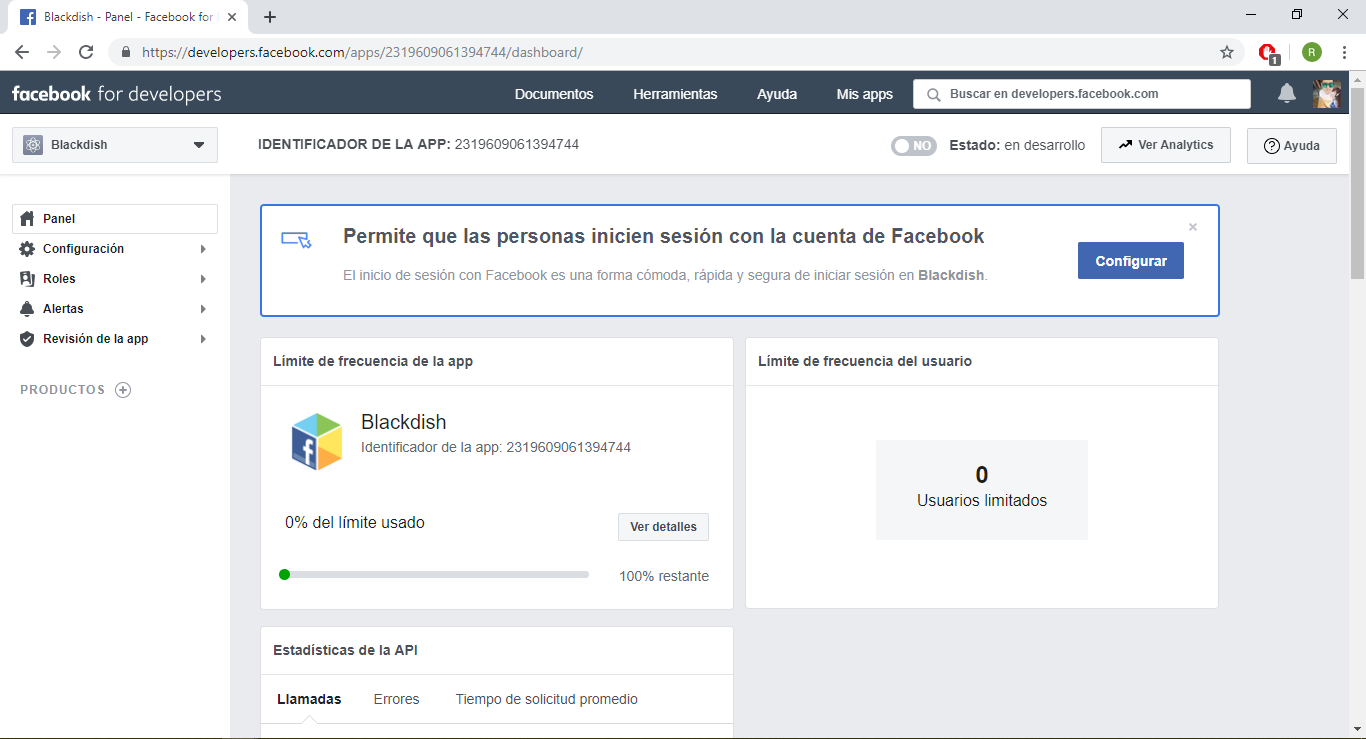 Blackdish - Panel - Facebook for
https://developers.facebook.com/apps/2319609061394744/dashboard/
1
R
facebook for developers
Documentos
Herramientas
Ayuda
Mis apps
Buscar en developers.facebook.com
Blackdish
IDENTIFICADOR DE LA APP: 2319609061394744
NO
Estado: en desarrollo
Ver Analytics
Ayuda
Panel
Configuración
Roles
Alertas
Revisión de la app
PRODUCTOS
Permite que las personas inicien sesión con la cuenta de Facebook
El inicio de sesión con Facebook es una forma cómoda, rápida y segura de iniciar sesión en Blackdish.
Configurar
Límite de frecuencia de la app
Blackdish
Identificador de la app: 2319609061394744
0% del límite usado
Ver detalles
100% restante
Límite de frecuencia del usuario
0
Usuarios limitados
Estadísticas de la API
Llamadas
Errores
Tiempo de solicitud promedio